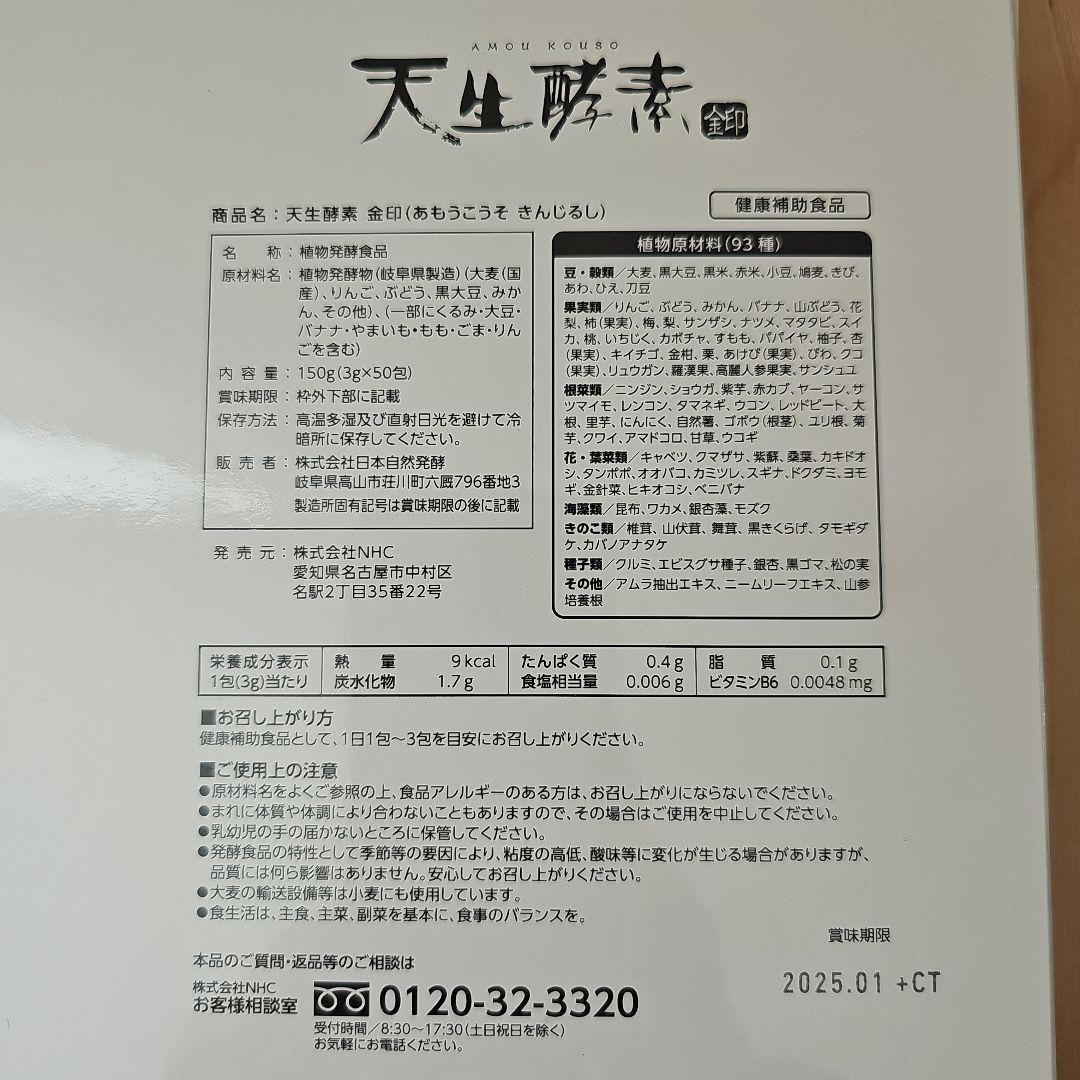 AMOU KOUSO
天生酵素 金印
商品名：天生酵素 金印(あもうこうそ きんじるし)
健康補助食品
名　称：植物発酵食品
原材料名：植物発酵物(岐阜県製造)(大麦(国
産)、りんご、ぶどう、黒大豆、みか
ん、その他)、(一部にくるみ・大豆・
バナナ・やまいも・もも・ごま・りん
ごを含む)
内容量：150g(3g×50包)
賞味期限：枠外下部に記載
保存方法：高温多湿及び直射日光を避けて冷
暗所に保存してください。
販売者：株式会社日本自然発酵
岐阜県高山市荘川町六厩796番地3
製造所固有記号は賞味期限の後に記載
発売元：株式会社NHC
愛知県名古屋市中村区
名駅2丁目35番22号
植物原材料(93種)
豆・穀類／大麦、黒大豆、黒米、赤米、小豆、鳩麦、きび、
あわ、ひえ、刀豆
果実類／りんご、ぶどう、みかん、バナナ、山ぶどう、花
梨、柿(果実)、梅、梨、サンザシ、ナツメ、マタタビ、スイ
カ、桃、いちじく、カボチャ、すもも、パパイヤ、柚子、杏
(果実)、キイチゴ、金柑、栗、あけび(果実)、びわ、クコ
(果実)、リュウガン、羅漢果、高麗人参果実、サンシュユ
根菜類／ニンジン、ショウガ、紫芋、赤カブ、ヤーコン、サ
ツマイモ、レンコン、タマネギ、ウコン、レッドビート、大
根、里芋、にんにく、自然薯、ゴボウ(根茎)、ユリ根、菊
芋、クワイ、アマドコロ、甘草、ウコギ
花・葉菜類／キャベツ、クマザサ、紫蘇、桑葉、カキドオ
シ、タンポポ、オオバコ、カミツレ、スギナ、ドクダミ、ヨモ
ギ、金針菜、ヒキオコシ、ベニバナ
海藻類／昆布、ワカメ、銀杏藻、モズク
きのこ類／椎茸、山伏茸、舞茸、黒きくらげ、タモギダ
ケ、カバノアナタケ
種子類／クルミ、エビスグサ種子、銀杏、黒ゴマ、松の実
その他／アムラ抽出エキス、ニームリーフエキス、山参
培養根
栄養成分表示 熱量 9kcal たんぱく質 0.4g 脂質 0.1g
1包(3g)当たり 炭水化物 1.7g 食塩相当量 0.006g ビタミンB6 0.0048mg
■お召し上がり方
健康補助食品として、1日1包～3包を目安にお召し上がりください。
■ご使用上の注意
●原材料名をよくご参照の上、食品アレルギーのある方は、お召し上がりにならないでください。
●まれに体質や体調により合わないこともありますので、その場合はご使用を中止してください。
●乳幼児の手の届かないところに保管してください。
●発酵食品の特性として季節等の要因により、粘度の高低、酸味等に変化が生じる場合がありますが、
品質には何ら影響はありません。安心してお召し上がりください。
●大麦の輸送設備等は小麦にも使用しています。
●食生活は、主食、主菜、副菜を基本に、食事のバランスを。
賞味期限
2025.01 +CT
本品のご質問・返品等のご相談は
株式会社NHC
お客様相談室 0120-32-3320
受付時間／8:30～17:30(土日祝日を除く)
お気軽にお電話ください。